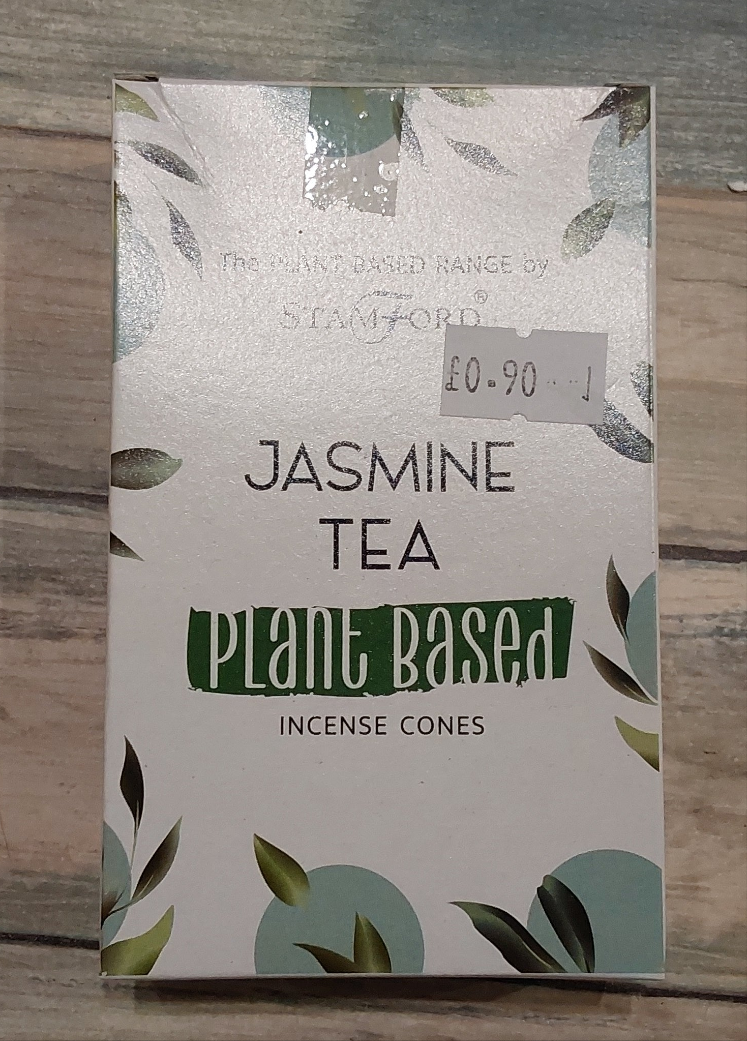 The PLANT BASED RANGE by
STAMFORD®
£0.90
JASMINE
TEA
PLant Based
INCENSE CONES